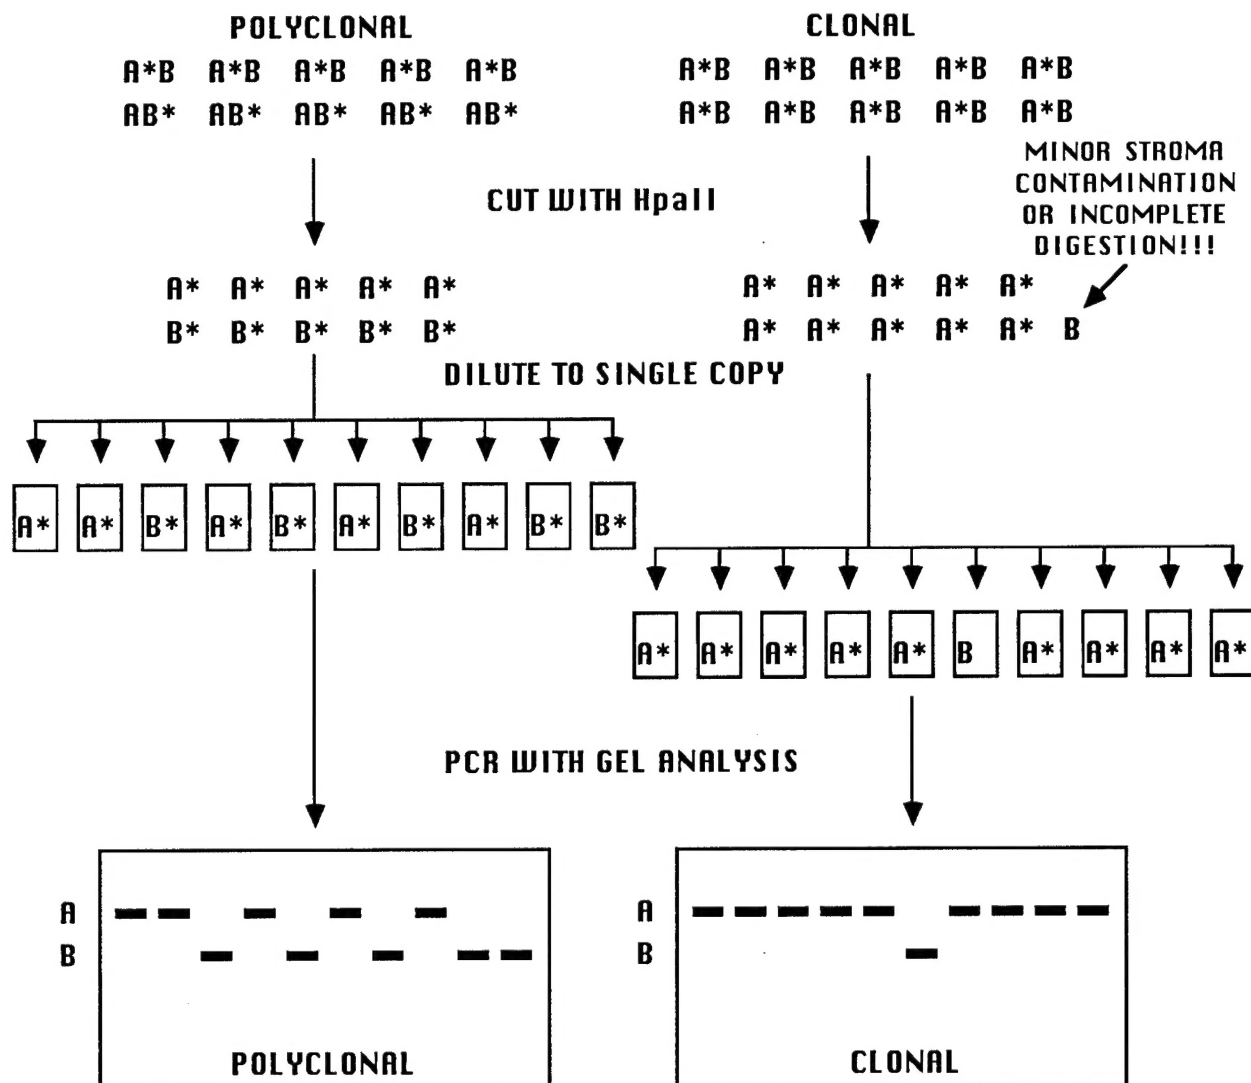 POLYCLONAL
A*B A*B A*B A*B A*B
AB* AB* AB* AB* AB*
CLONAL
A*B A*B A*B A*B A*B
A*B A*B A*B A*B A*B
MINOR STROMA
CONTAMINATION
OR INCOMPLETE
DIGESTION!!!
CUT WITH HpaII
A* A* A* A* A*
B* B* B* B* B*
A* A* A* A* A*
A* A* A* A* A* B
DILUTE TO SINGLE COPY
A* A* B* A* B* A* B* A* B* B*
A* A* A* A* A* B A* A* A* A*
PCR WITH GEL ANALYSIS
A
B
POLYCLONAL
A
B
CLONAL